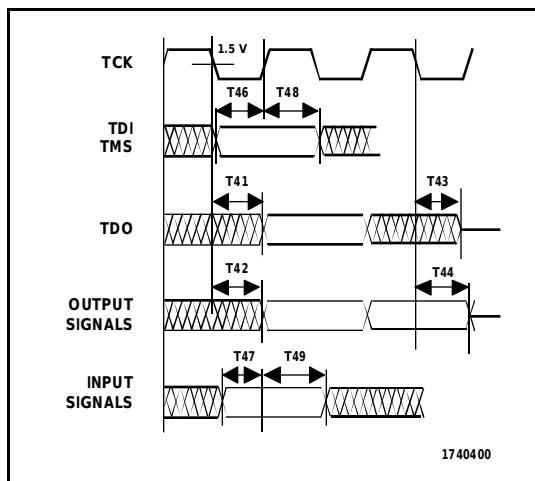 TCK
1.5 V
T46 T48
TDI
TMS
T41 T43
TDO
T42 T44
OUTPUT
SIGNALS
T47 T49
INPUT
SIGNALS
1740400